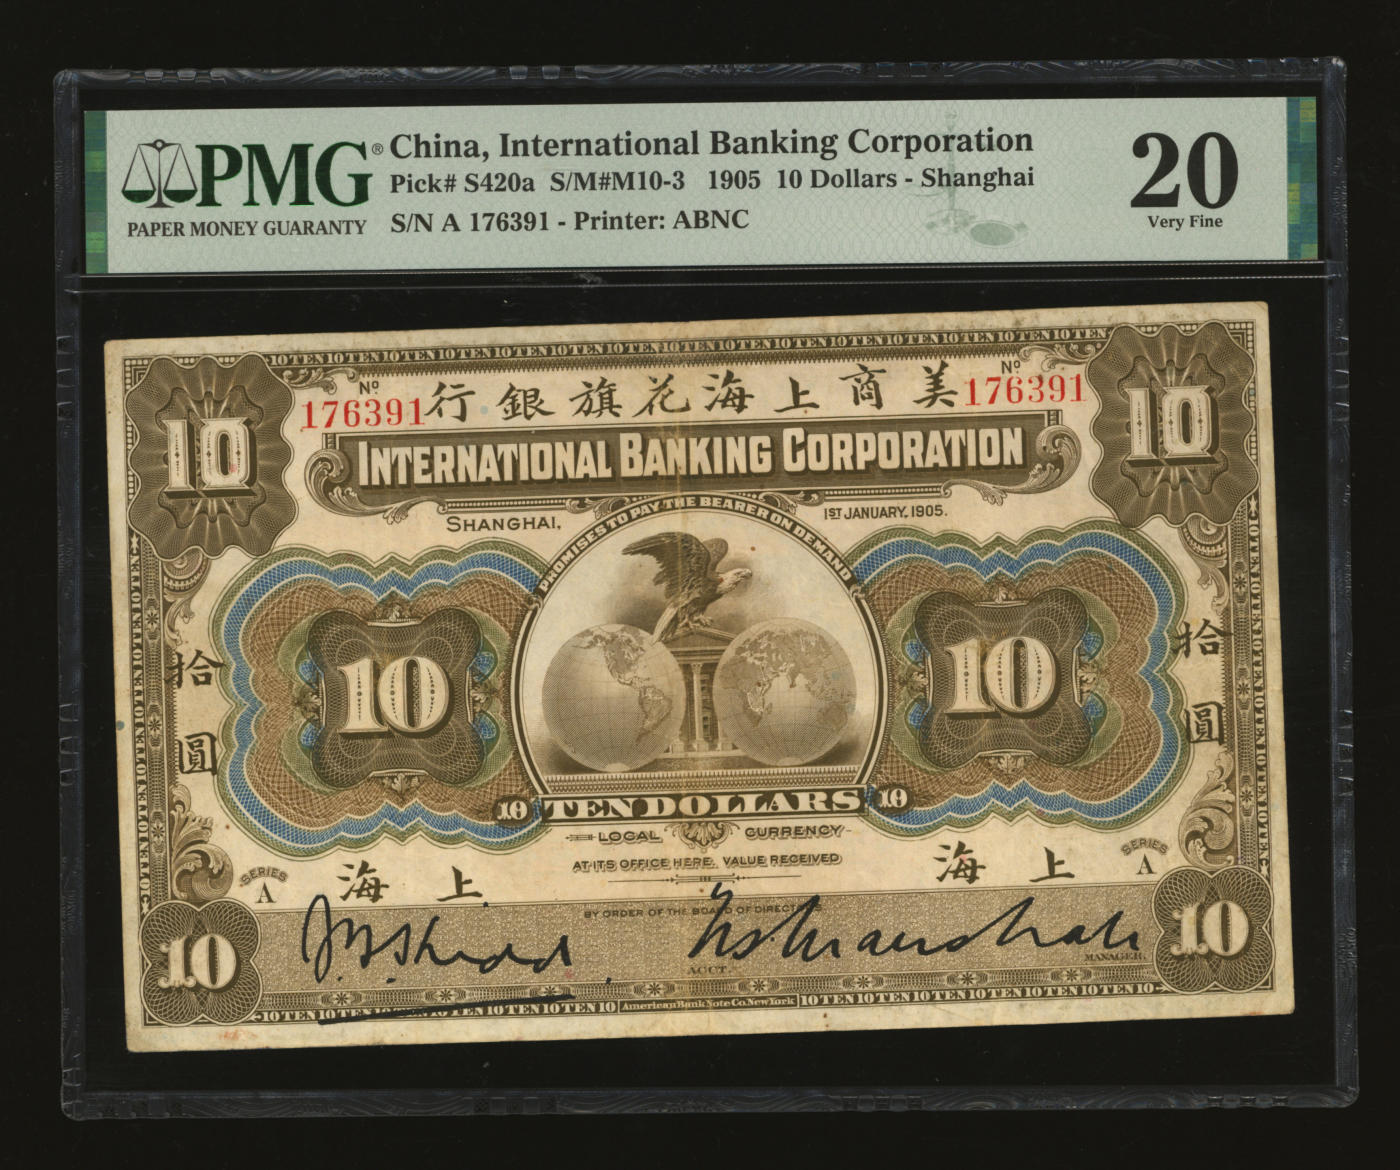 PMG®
PAPER MONEY GUARANTY
China, International Banking Corporation
Pick# S420a S/M#M10-3 1905 10 Dollars - Shanghai
S/N A 176391 - Printer: ABNC
20
Very Fine
10TEN10TEN10TEN10TEN10TEN10TEN10TEN10TEN10TEN10TEN10TEN10TEN10TEN10TEN10TEN
10
Nº
176391
行銀旗花海上商美
Nº
176391
10
INTERNATIONAL BANKING CORPORATION
SHANGHAI,
1ST JANUARY, 1905.
PROMISES TO PAY THE BEARER ON DEMAND
拾圓
10
10
拾圓
10 TEN DOLLARS 10
LOCAL CURRENCY
AT ITS OFFICE HERE. VALUE RECEIVED
SERIES A
海上
海上
SERIES A
BY ORDER OF THE BOARD OF DIRECTORS
10
ACCT.
MANAGER.
10
10TEN10TEN10TEN10TEN10TEN10TEN10TEN10
American Bank Note Co. New York
10TEN10TEN10TEN10TEN10TEN10TEN10TEN10